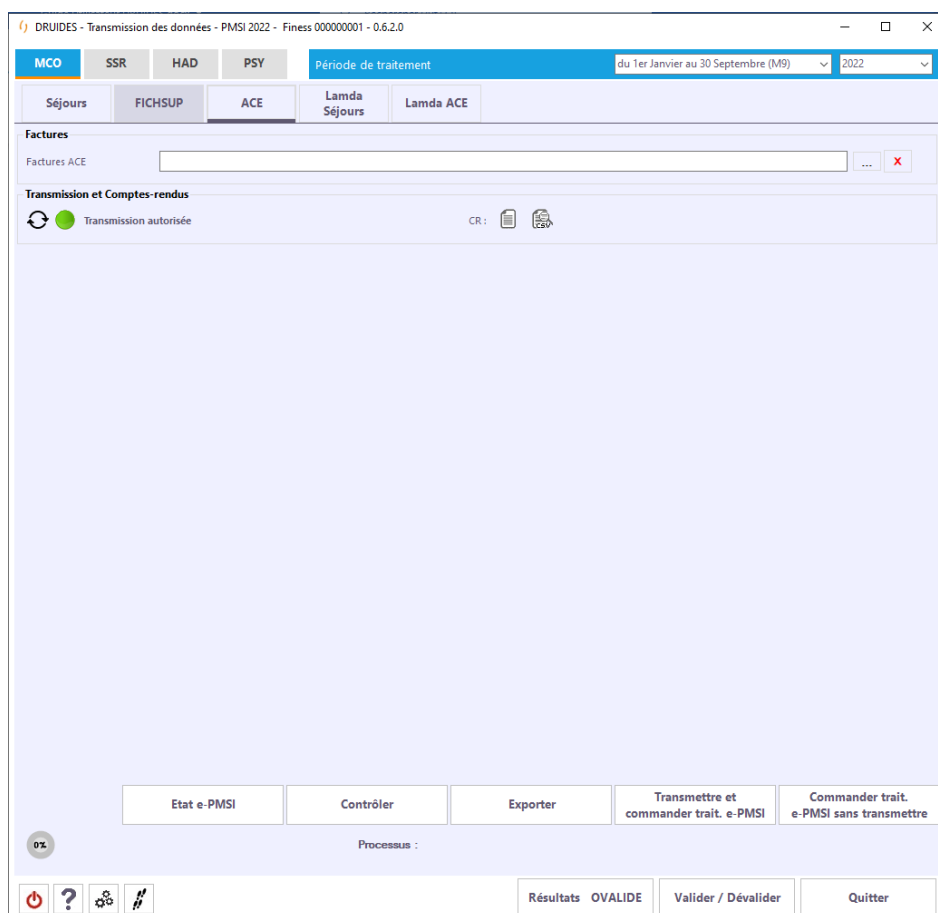 DRUIDES - Transmission des données - PMSI 2022 - Finess 000000001 - 0.6.2.0
MCO SSR HAD PSY Période de traitement du 1er Janvier au 30 Septembre (M9) 2022
Séjours FICHSUP ACE Lamda Séjours Lamda ACE
Factures
Factures ACE ... X
Transmission et Comptes-rendus
Transmission autorisée CR : CSV
Etat e-PMSI Contrôler Exporter Transmettre et commander trait. e-PMSI Commander trait. e-PMSI sans transmettre
0% Processus :
? Résultats OVALIDE Valider / Dévalider Quitter